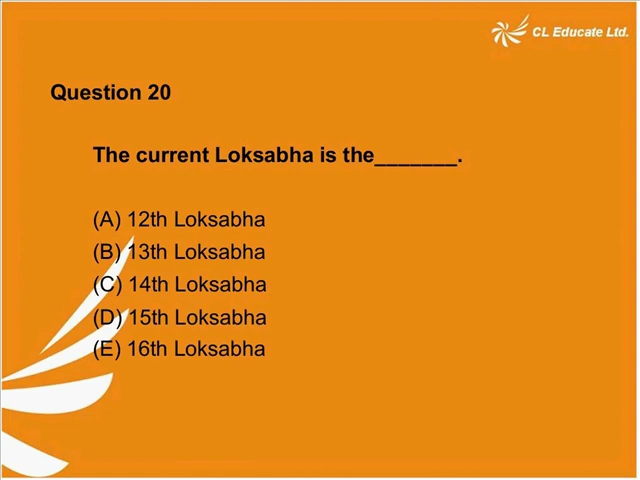 CL Educate Ltd.
Question 20
The current Loksabha is the_______.
(A) 12th Loksabha
(B) 13th Loksabha
(C) 14th Loksabha
(D) 15th Loksabha
(E) 16th Loksabha